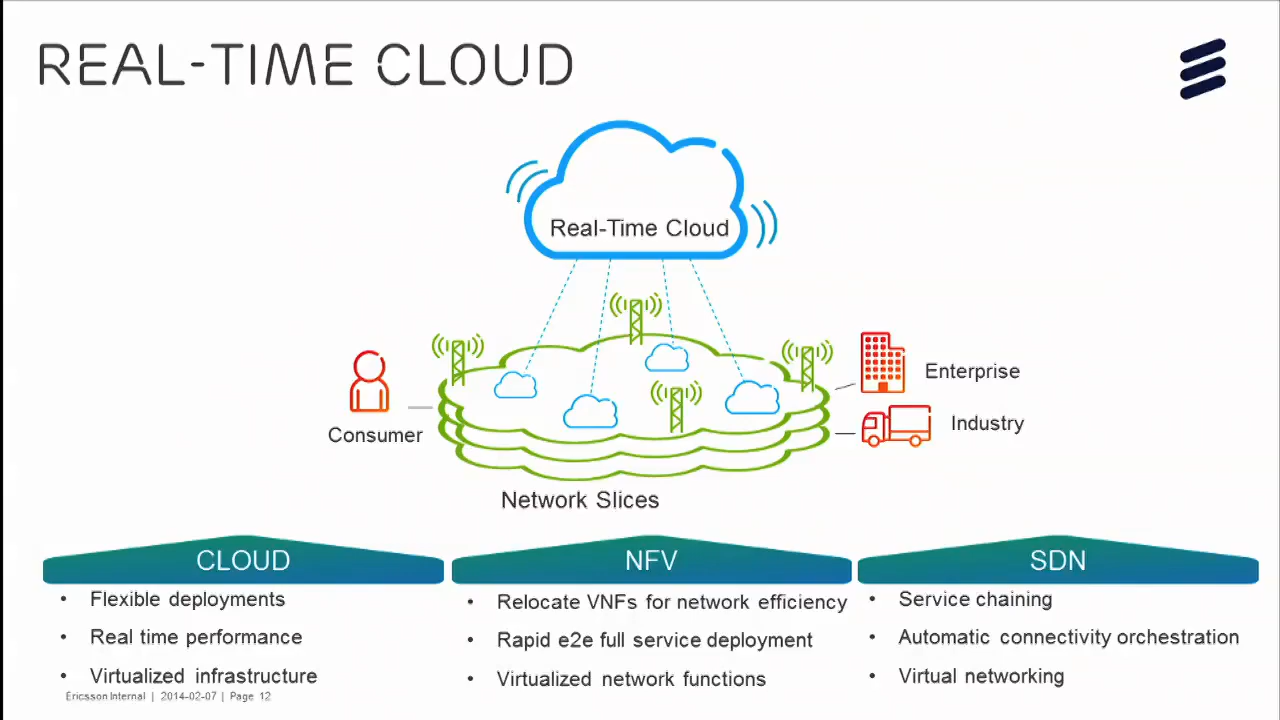 REAL-TIME CLOUD
Real-Time Cloud
Enterprise
Industry
Consumer
Network Slices
CLOUD
• Flexible deployments
• Real time performance
• Virtualized infrastructure
NFV
• Relocate VNFs for network efficiency
• Rapid e2e full service deployment
• Virtualized network functions
SDN
• Service chaining
• Automatic connectivity orchestration
• Virtual networking
Ericsson Internal | 2014-02-07 | Page 12